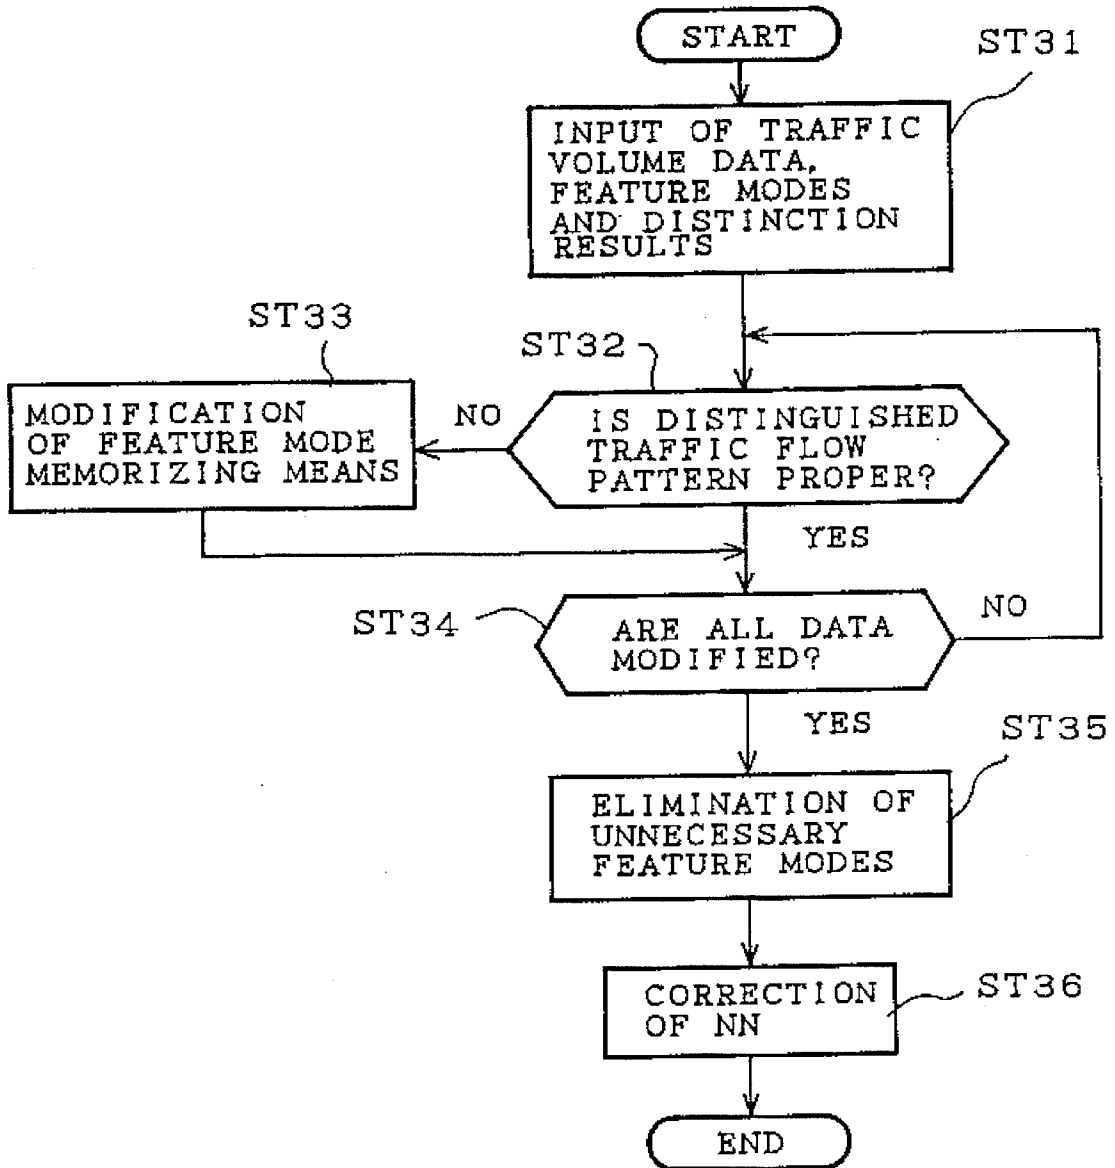 START
ST31
INPUT OF TRAFFIC
VOLUME DATA,
FEATURE MODES
AND DISTINCTION
RESULTS
ST33
ST32
MODIFICATION
OF FEATURE MODE
MEMORIZING MEANS
NO
IS DISTINGUISHED
TRAFFIC FLOW
PATTERN PROPER?
YES
ST34
ARE ALL DATA
MODIFIED?
NO
YES
ST35
ELIMINATION OF
UNNECESSARY
FEATURE MODES
ST36
CORRECTION
OF NN
END